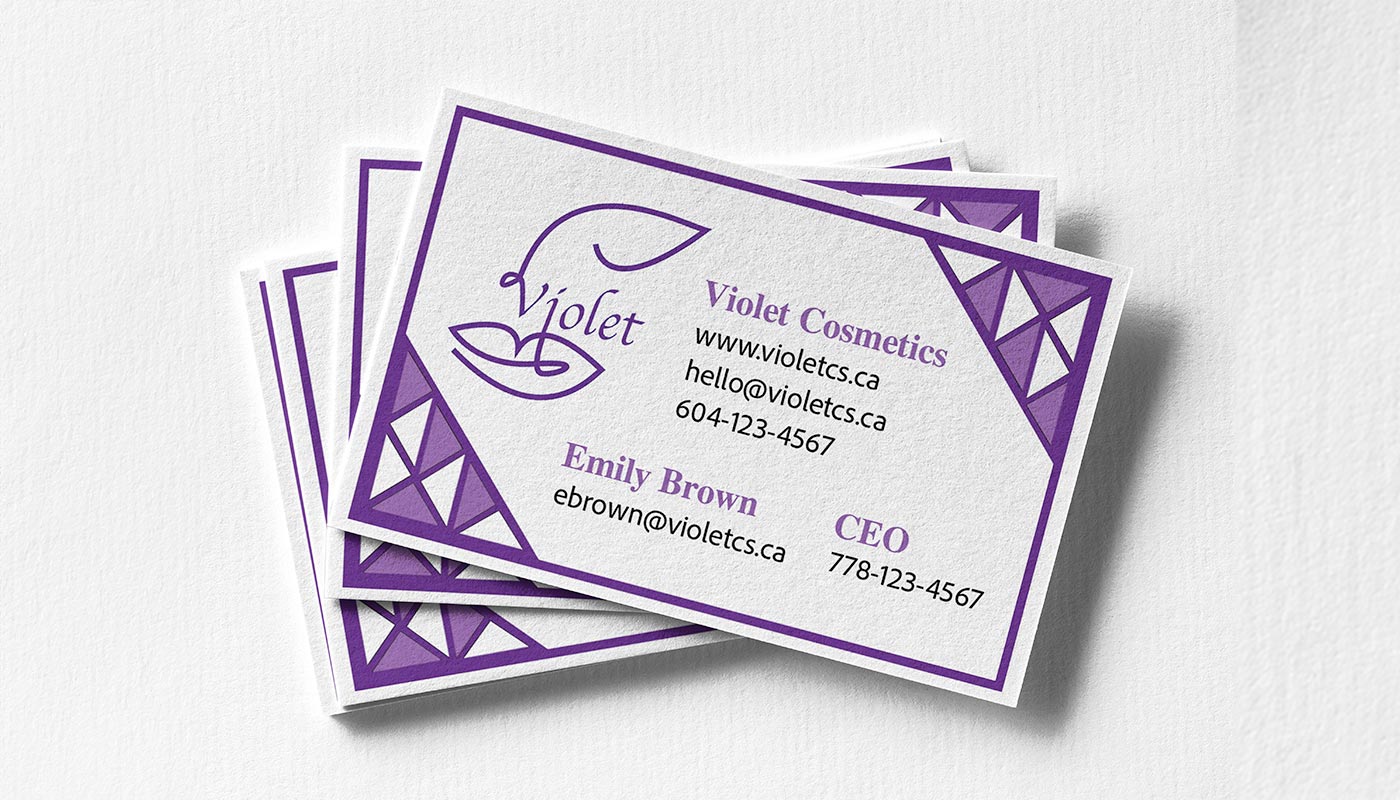 Violet
Violet Cosmetics
www.violetcs.ca
hello@violetcs.ca
604-123-4567
Emily Brown
ebrown@violetcs.ca
CEO
778-123-4567